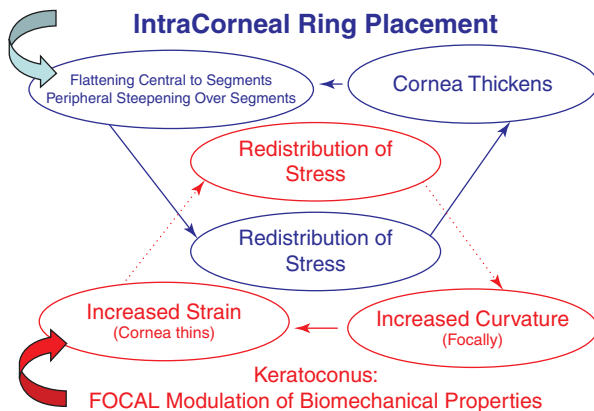 IntraCorneal Ring Placement
Flattening Central to Segments
Peripheral Steepening Over Segments
Cornea Thickens
Redistribution of
Stress
Redistribution of
Stress
Increased Strain
(Cornea thins)
Increased Curvature
(Focally)
Keratoconus:
FOCAL Modulation of Biomechanical Properties